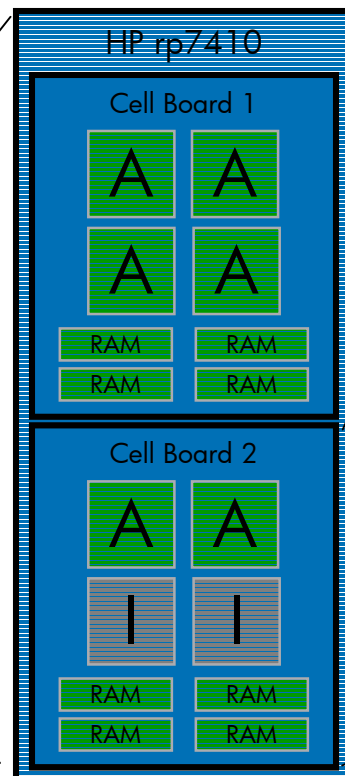 HP rp7410
Cell Board 1
A A
A A
RAM RAM
RAM RAM
Cell Board 2
A A
I I
RAM RAM
RAM RAM